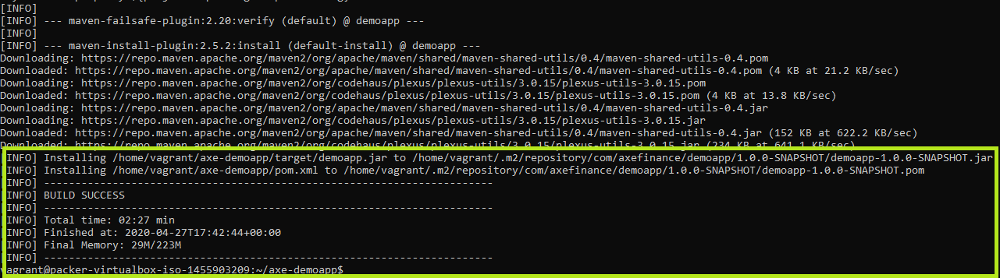 [INFO]
[INFO] --- maven-failsafe-plugin:2.20:verify (default) @ demoapp ---
[INFO]
[INFO] --- maven-install-plugin:2.5.2:install (default-install) @ demoapp ---
Downloading: https://repo.maven.apache.org/maven2/org/apache/maven/shared/maven-shared-utils/0.4/maven-shared-utils-0.4.pom
Downloaded: https://repo.maven.apache.org/maven2/org/apache/maven/shared/maven-shared-utils/0.4/maven-shared-utils-0.4.pom (4 KB at 21.2 KB/sec)
Downloading: https://repo.maven.apache.org/maven2/org/codehaus/plexus/plexus-utils/3.0.15/plexus-utils-3.0.15.pom
Downloaded: https://repo.maven.apache.org/maven2/org/codehaus/plexus/plexus-utils/3.0.15/plexus-utils-3.0.15.pom (4 KB at 13.8 KB/sec)
Downloading: https://repo.maven.apache.org/maven2/org/apache/maven/shared/maven-shared-utils/0.4/maven-shared-utils-0.4.jar
Downloading: https://repo.maven.apache.org/maven2/org/codehaus/plexus/plexus-utils/3.0.15/plexus-utils-3.0.15.jar
Downloaded: https://repo.maven.apache.org/maven2/org/apache/maven/shared/maven-shared-utils/0.4/maven-shared-utils-0.4.jar (152 KB at 622.2 KB/sec)
Downloaded: https://repo.maven.apache.org/maven2/org/codehaus/plexus/plexus-utils/3.0.15/plexus-utils-3.0.15.jar (234 KB at 641.1 KB/sec)
[INFO] Installing /home/vagrant/axe-demoapp/target/demoapp.jar to /home/vagrant/.m2/repository/com/axefinance/demoapp/1.0.0-SNAPSHOT/demoapp-1.0.0-SNAPSHOT.jar
[INFO] Installing /home/vagrant/axe-demoapp/pom.xml to /home/vagrant/.m2/repository/com/axefinance/demoapp/1.0.0-SNAPSHOT/demoapp-1.0.0-SNAPSHOT.pom
[INFO] ------------------------------------------------------------------------
[INFO] BUILD SUCCESS
[INFO] ------------------------------------------------------------------------
[INFO] Total time: 02:27 min
[INFO] Finished at: 2020-04-27T17:42:44+00:00
[INFO] Final Memory: 29M/223M
[INFO] ------------------------------------------------------------------------
vagrant@packer-virtualbox-iso-1455903209:~/axe-demoapp$